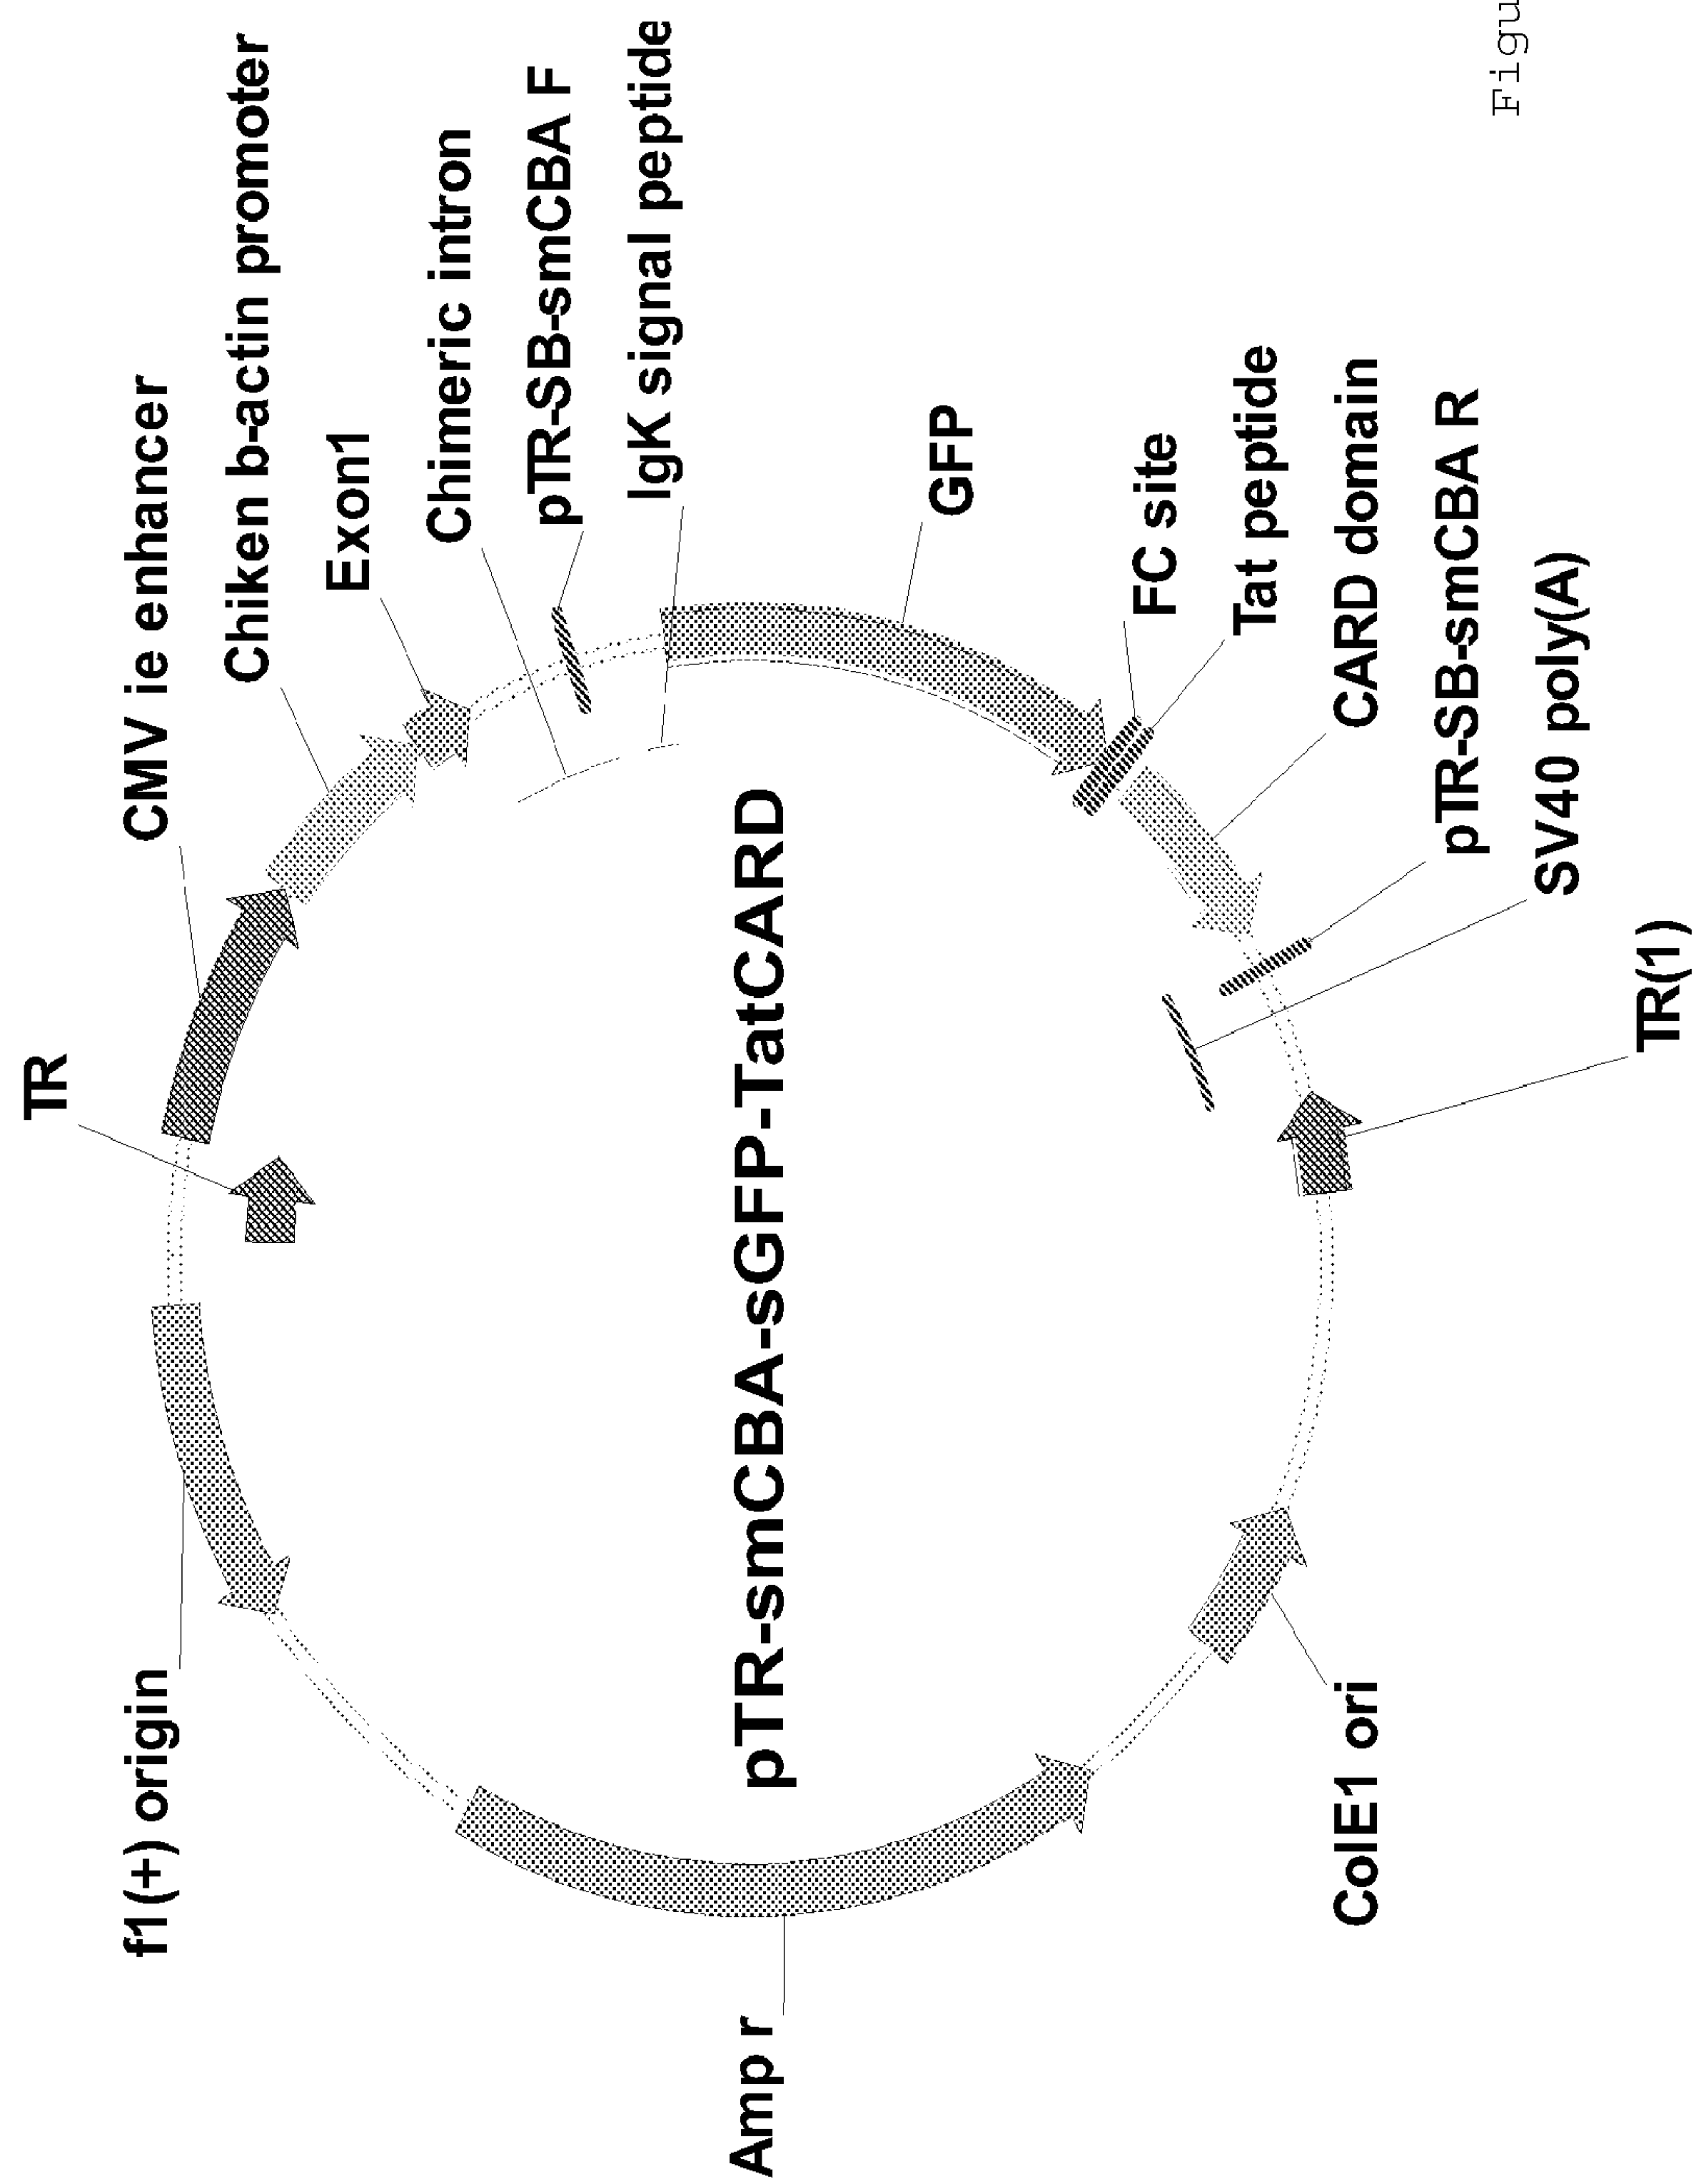 TR
CMV ie enhancer
Chiken b-actin promoter
Exon1
Chimeric intron
pTR-SB-smCBA F
IgK signal peptide
GFP
FC site
Tat peptide
CARD domain
pTR-SB-smCBA R
SV40 poly(A)
TR(1)
ColE1 ori
Amp r
f1(+) origin
pTR-smCBA-sGFP-TatCARD
Figu